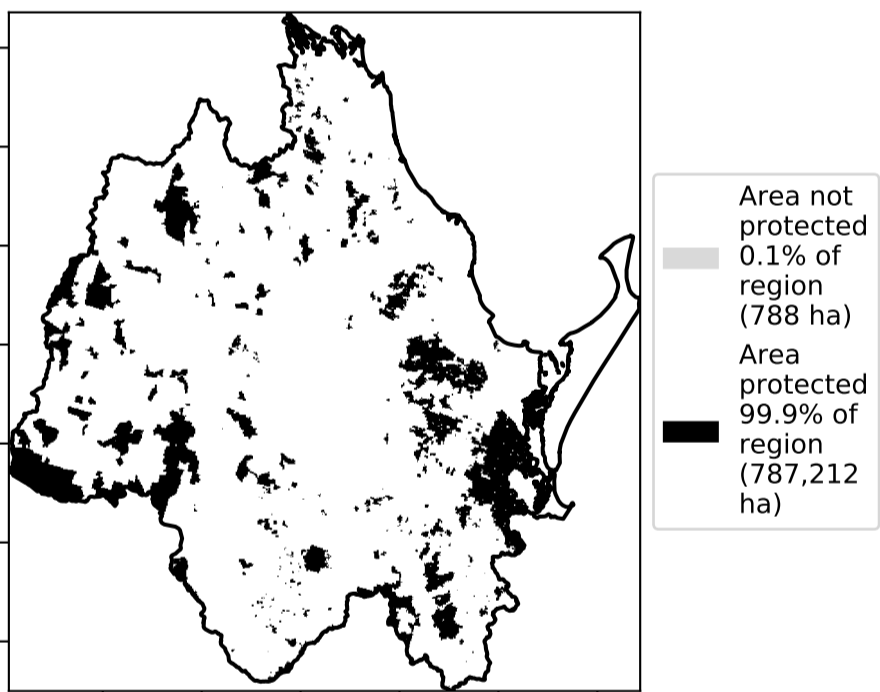 Area not
protected
0.1% of
region
(788 ha)
Area
protected
99.9% of
region
(787,212
ha)